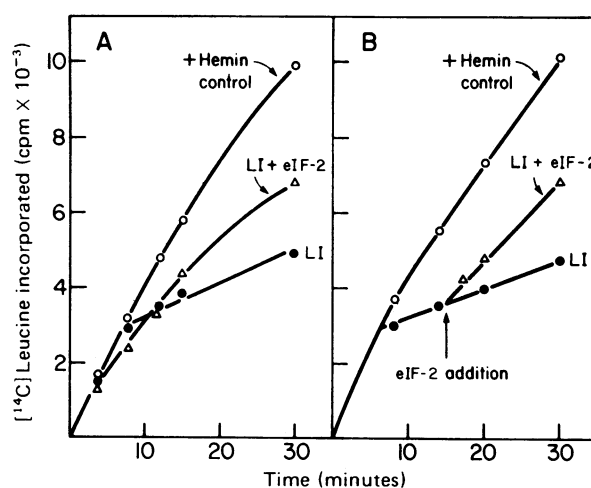 A
B
+ Hemin
control
+ Hemin
control
LI + eIF-2
LI + eIF-2
LI
LI
eIF-2 addition
[¹⁴C] Leucine incorporated (cpm × 10⁻³)
10
8
6
4
2
10 20 30 10 20 30
Time (minutes)